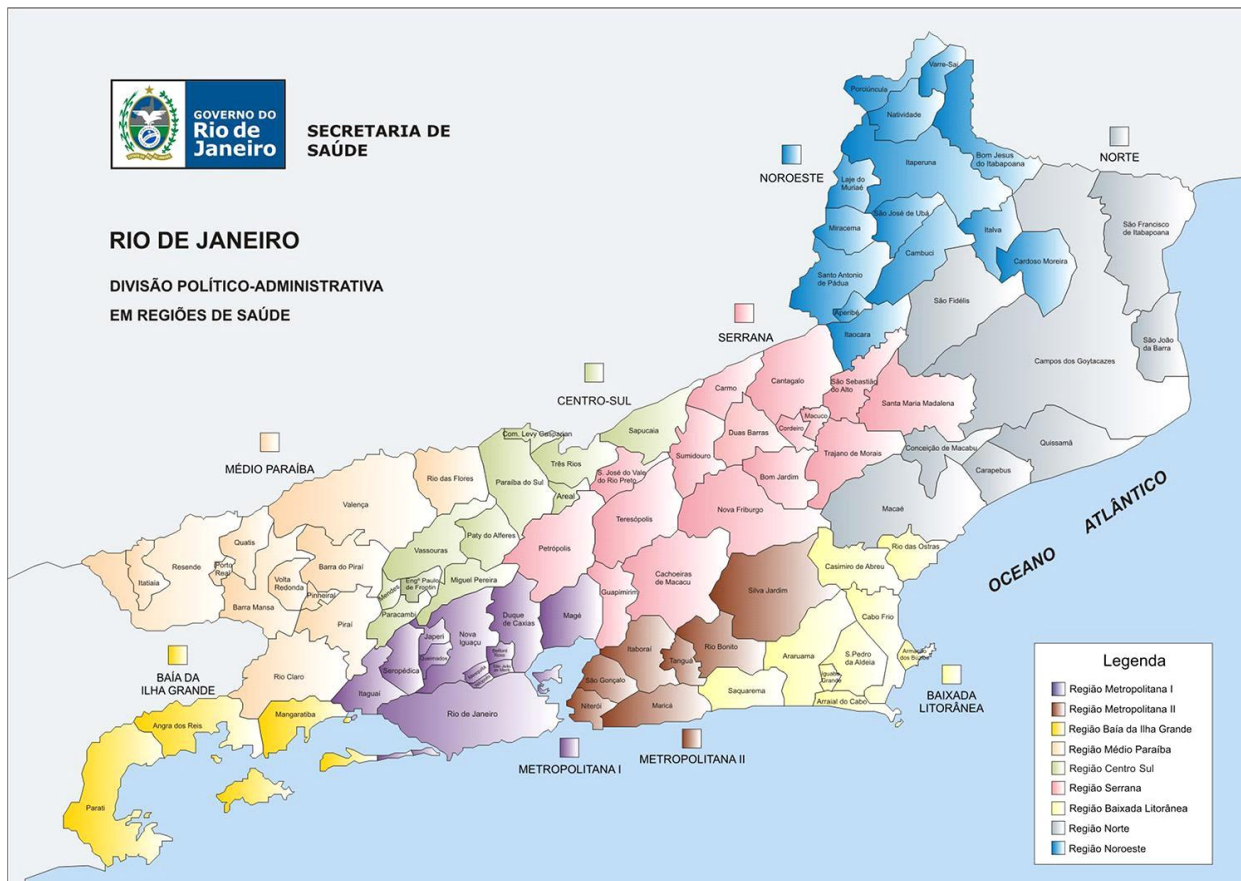 GOVERNO DO
Rio de
Janeiro
SECRETARIA DE
SAÚDE
RIO DE JANEIRO
DIVISÃO POLÍTICO-ADMINISTRATIVA
EM REGIÕES DE SAÚDE
NOROESTE
NORTE
SERRANA
CENTRO-SUL
MÉDIO PARAÍBA
BAÍA DA
ILHA GRANDE
METROPOLITANA I
METROPOLITANA II
BAIXADA
LITORÂNEA
OCEANO ATLÂNTICO
Varre-Sai
Porciúncula
Natividade
Itaperuna
Bom Jesus
do Itabapoana
Laje do
Muriaé
São José de Ubá
Miracema
Italva
Cambuci
Cardoso Moreira
Santo Antonio
de Pádua
Aperibé
Itaocara
São Francisco
de Itabapoana
São Fidélis
São João
da Barra
Campos dos Goytacazes
Quissamã
Conceição de Macabu
Carapebus
Macaé
Carmo
Cantagalo
São Sebastião
do Alto
Santa Maria Madalena
Macuco
Cordeiro
Duas Barras
Sumidouro
Trajano de Morais
Bom Jardim
S. José do Vale
do Rio Preto
Nova Friburgo
Teresópolis
Petrópolis
Cachoeiras
de Macacu
Guapimirim
Sapucaia
Com. Levy Gasparian
Três Rios
Paraíba do Sul
Areal
Paty do Alferes
Vassouras
Miguel Pereira
Engº Paulo
de Frontin
Mendes
Paracambi
Rio das Flores
Valença
Quatis
Resende
Itatiaia
Porto
Real
Barra do Piraí
Volta
Redonda
Pinheiral
Barra Mansa
Piraí
Rio Claro
Mangaratiba
Angra dos Reis
Parati
Itaguaí
Seropédica
Japeri
Queimados
Nova
Iguaçu
Duque
de Caxias
Magé
Belford
Roxo
Mesquita
Rio de Janeiro
Itaboraí
Tanguá
Rio Bonito
Silva Jardim
São Gonçalo
Niterói
Maricá
Rio das Ostras
Casimiro de Abreu
Cabo Frio
Armação
dos Búzios
Araruama
S.Pedro
da Aldeia
Iguaba
Grande
Saquarema
Arraial do Cabo
Legenda
Região Metropolitana I
Região Metropolitana II
Região Baía da Ilha Grande
Região Médio Paraíba
Região Centro Sul
Região Serrana
Região Baixada Litorânea
Região Norte
Região Noroeste